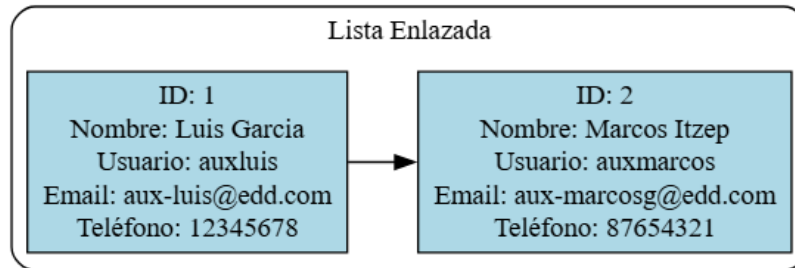 Lista Enlazada
ID: 1
Nombre: Luis Garcia
Usuario: auxluis
Email: aux-luis@edd.com
Teléfono: 12345678
ID: 2
Nombre: Marcos Itzep
Usuario: auxmarcos
Email: aux-marcosg@edd.com
Teléfono: 87654321